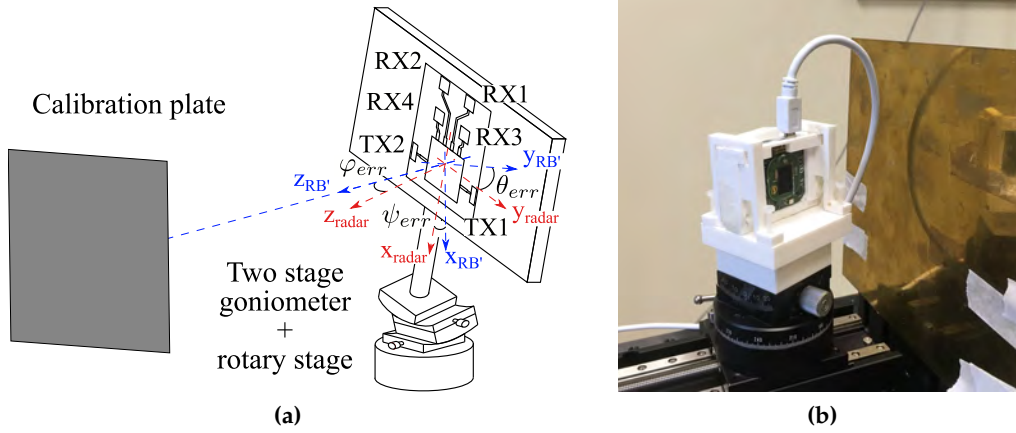 RX2
RX1
Calibration plate
RX4
RX3
TX2
φerr
yRB'
zRB'
θerr
zradar
ψerr
yradar
TX1
xradar
xRB'
Two stage
goniometer
+
rotary stage
(a)
(b)